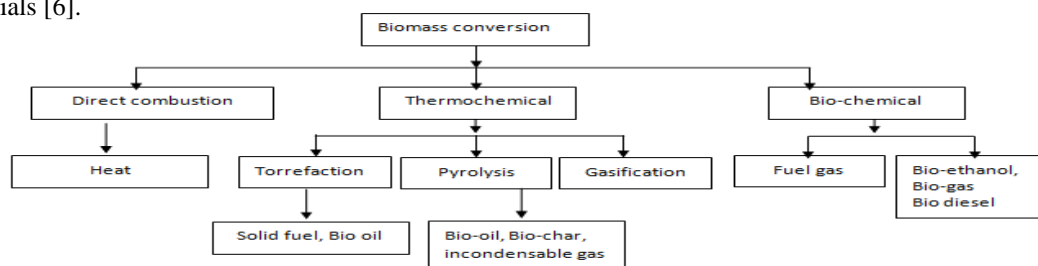 ials [6].
Biomass conversion
Direct combustion
Thermochemical
Bio-chemical
Heat
Torrefaction
Pyrolysis
Gasification
Fuel gas
Bio-ethanol,
Bio-gas
Bio diesel
Solid fuel, Bio oil
Bio-oil, Bio-char,
incondensable gas